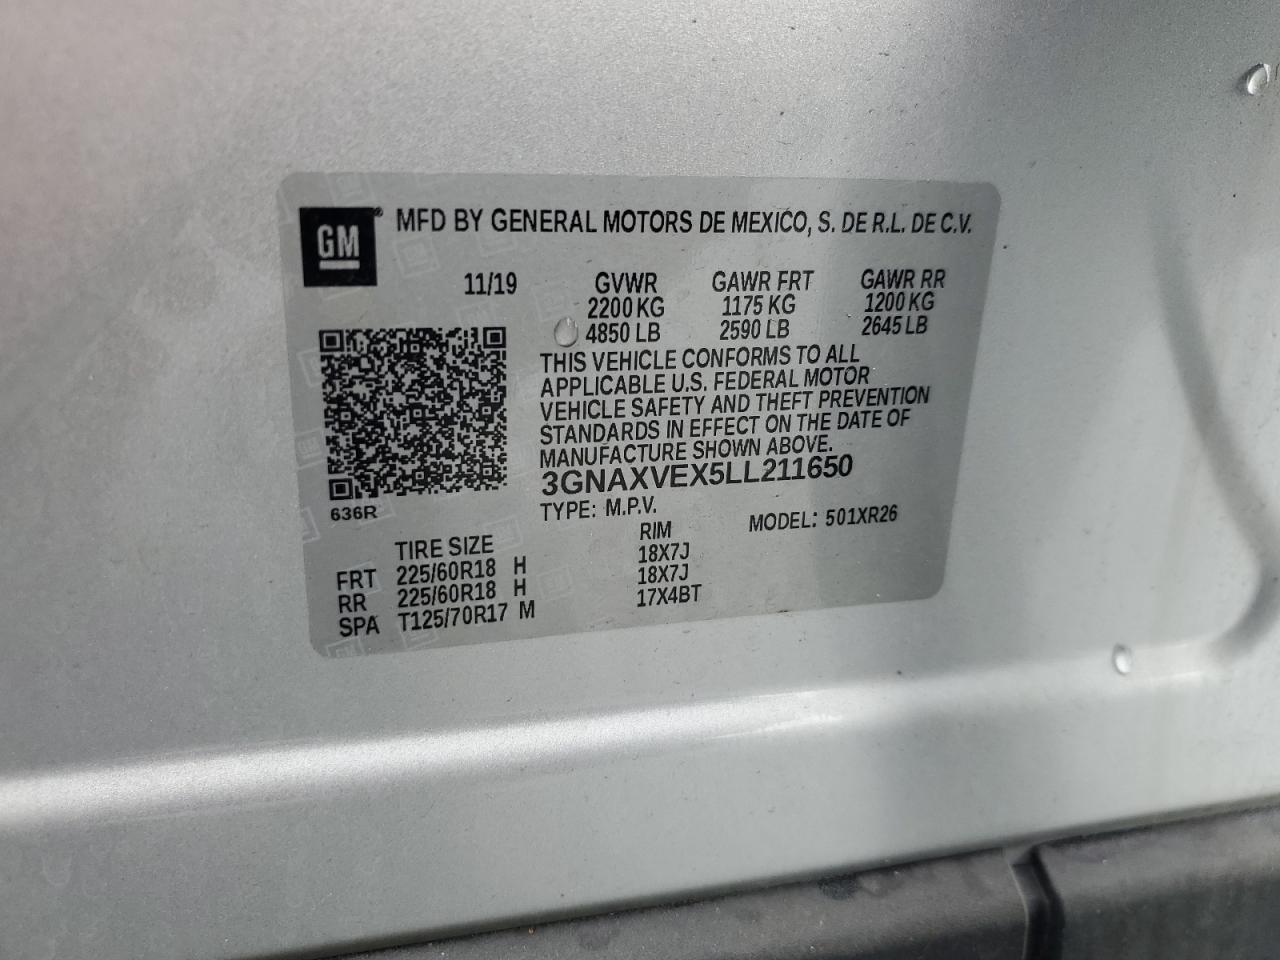 GM ® MFD BY GENERAL MOTORS DE MEXICO, S. DE R.L. DE C.V.
11/19 GVWR GAWR FRT GAWR RR
2200 KG 1175 KG 1200 KG
4850 LB 2590 LB 2645 LB
THIS VEHICLE CONFORMS TO ALL
APPLICABLE U.S. FEDERAL MOTOR
VEHICLE SAFETY AND THEFT PREVENTION
STANDARDS IN EFFECT ON THE DATE OF
MANUFACTURE SHOWN ABOVE.
3GNAXVEX5LL211650
636R
TYPE: M.P.V. MODEL: 501XR26
TIRE SIZE RIM
FRT 225/60R18 H 18X7J
RR 225/60R18 H 18X7J
SPA T125/70R17 M 17X4BT